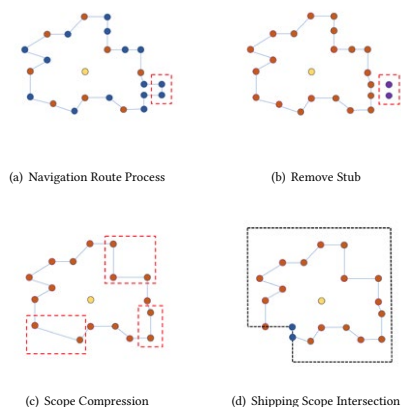 (a) Navigation Route Process
(b) Remove Stub
(c) Scope Compression
(d) Shipping Scope Intersection